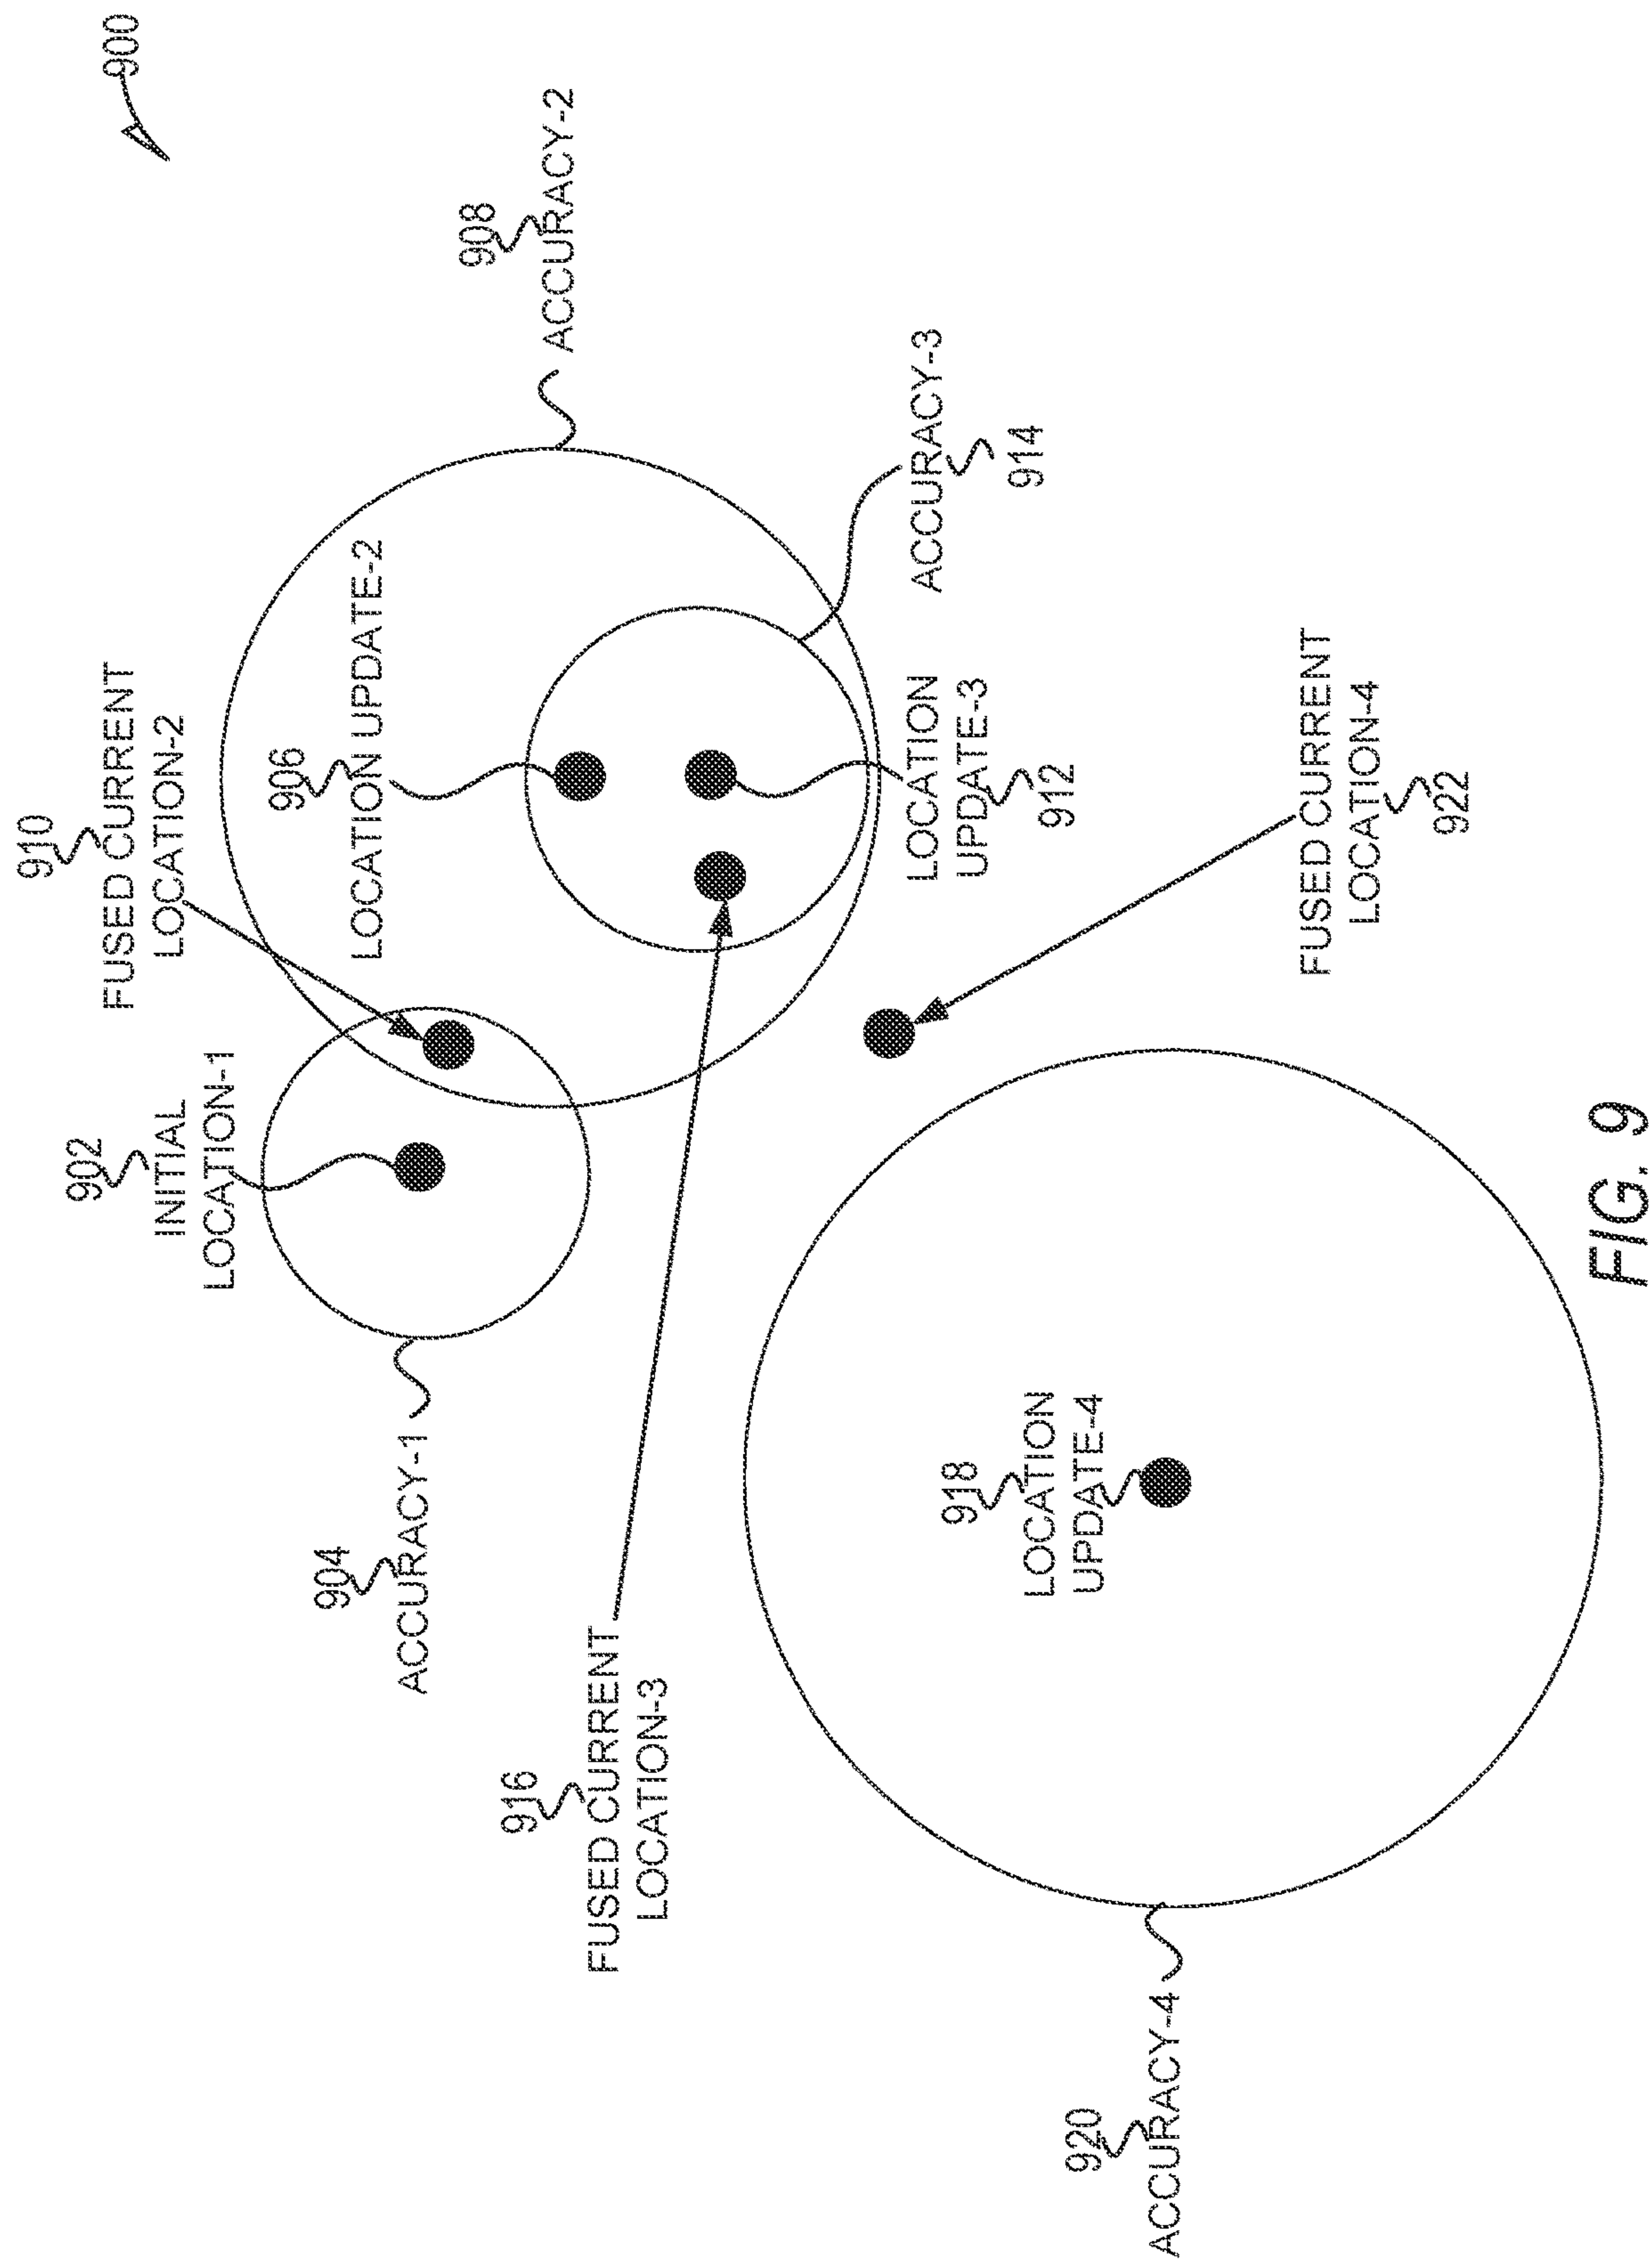 900
910
FUSED CURRENT
LOCATION-2
902
INITIAL
LOCATION-1
906
LOCATION UPDATE-2
908
ACCURACY-2
904
ACCURACY-1
916
FUSED CURRENT
LOCATION-3
ACCURACY-3
914
LOCATION
UPDATE-3
912
918
LOCATION
UPDATE-4
920
ACCURACY-4
FUSED CURRENT
LOCATION-4
922
FIG. 9